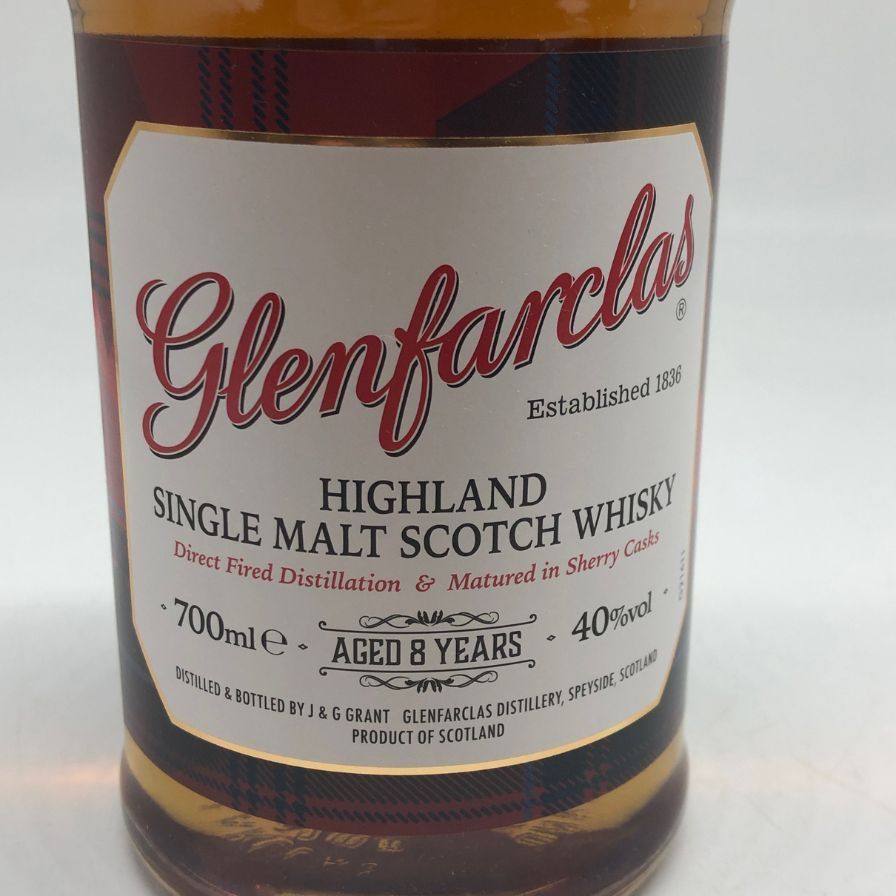 Glenfarclas
®
Established 1836
HIGHLAND
SINGLE MALT SCOTCH WHISKY
Direct Fired Distillation & Matured in Sherry Casks
700ml ℮ AGED 8 YEARS 40%vol
DISTILLED & BOTTLED BY J & G GRANT GLENFARCLAS DISTILLERY, SPEYSIDE, SCOTLAND
PRODUCT OF SCOTLAND